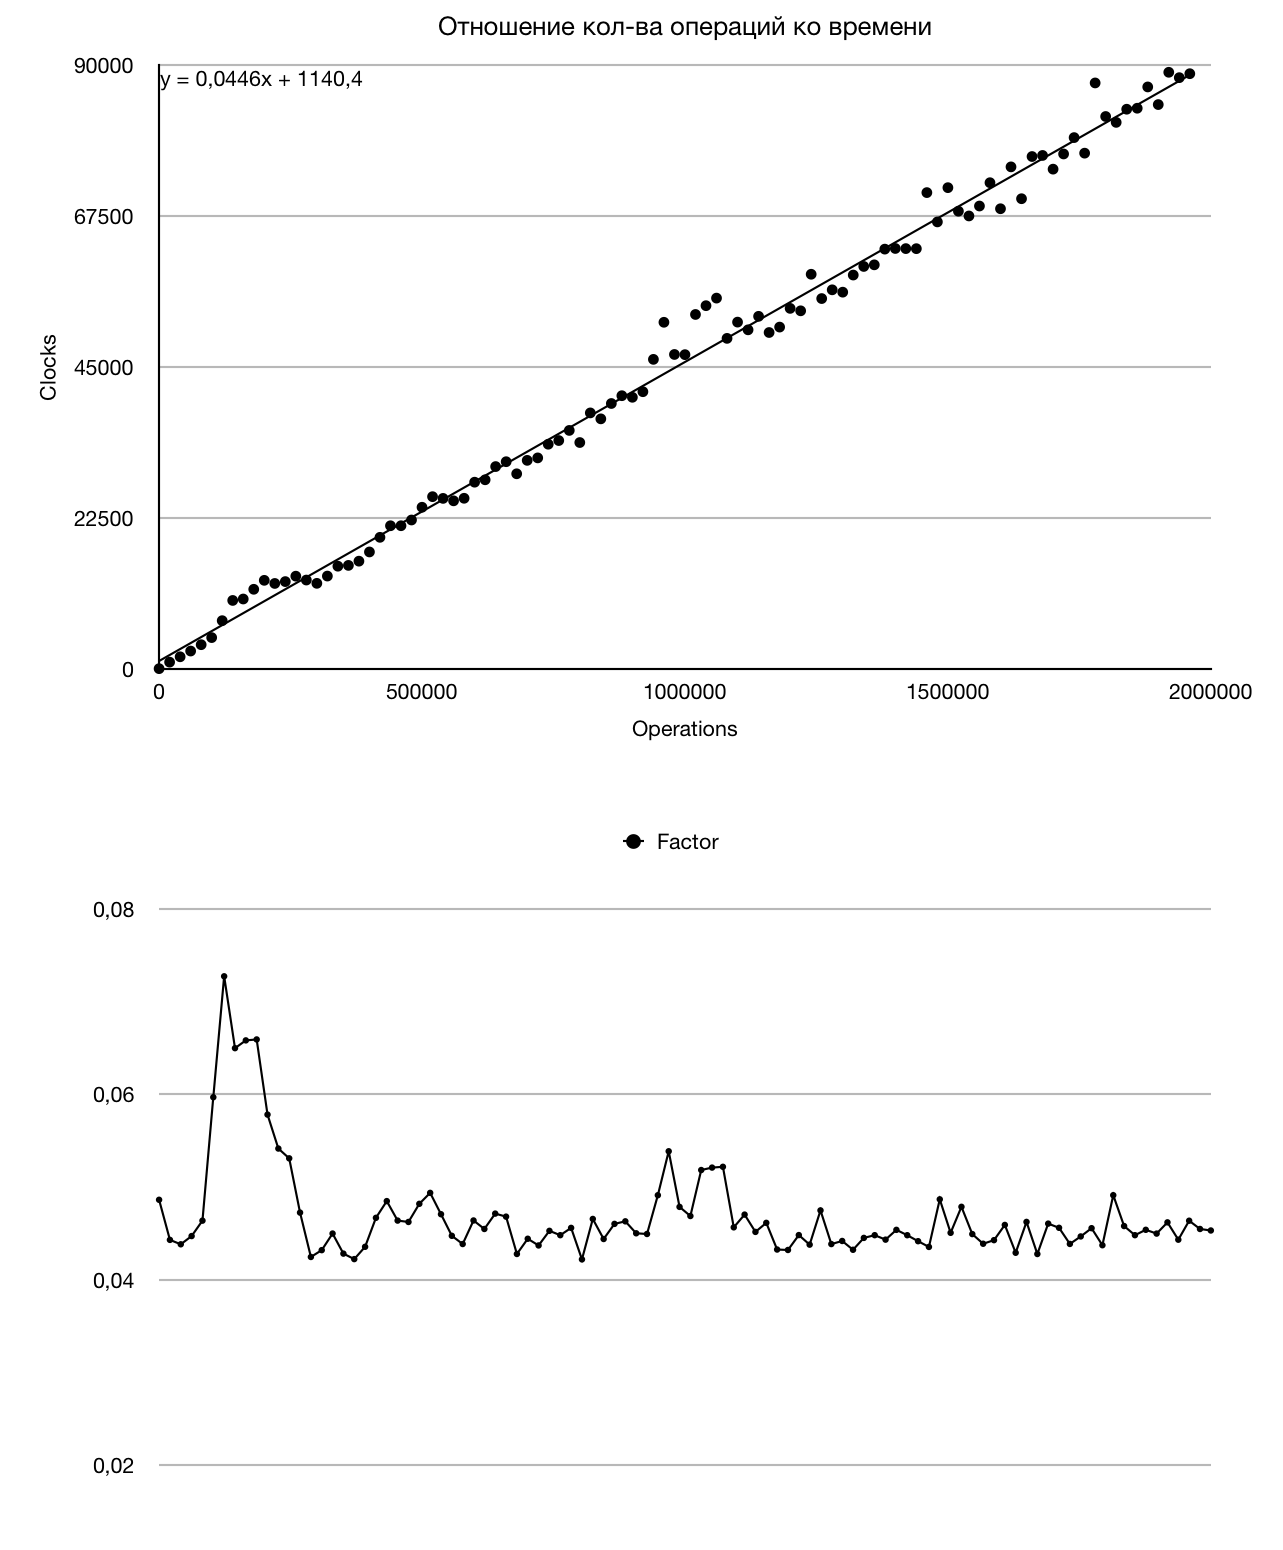 Отношение кол-ва операций ко времени
90000
y = 0,0446x + 1140,4
67500
45000
Clocks
22500
0
0 500000 1000000 1500000 2000000
Operations
Factor
0,08
0,06
0,04
0,02